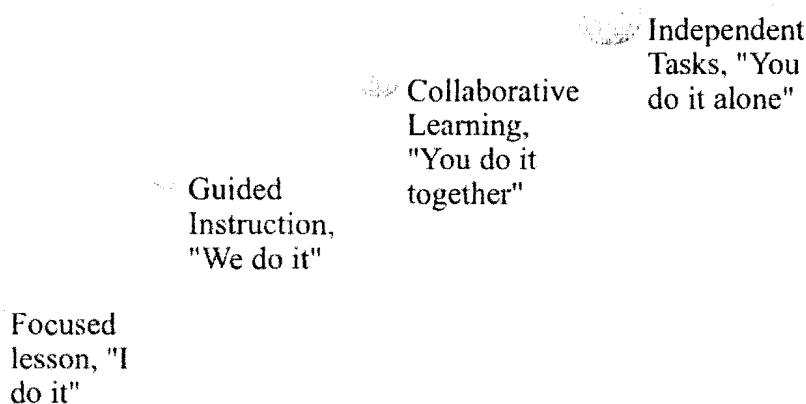 Focused
lesson, "I
do it"
Guided
Instruction,
"We do it"
Collaborative
Learning,
"You do it
together"
Independent
Tasks, "You
do it alone"